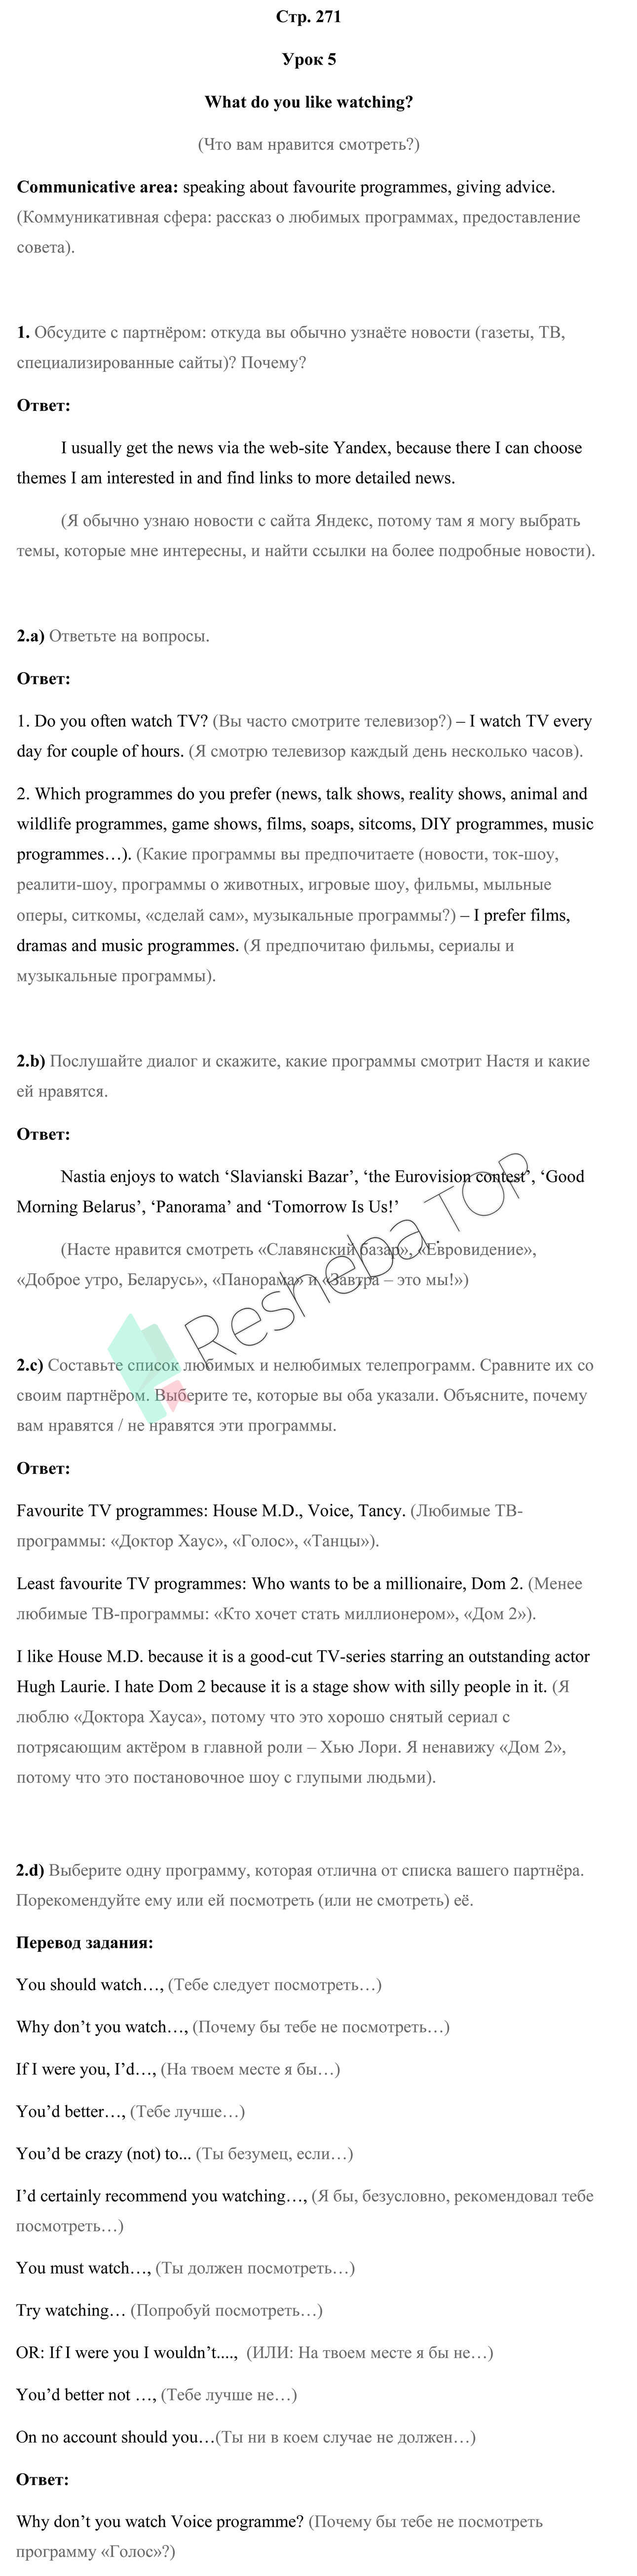 Стр. 271
Урок 5
What do you like watching?
(Что вам нравится смотреть?)
Communicative area: speaking about favourite programmes, giving advice.
(Коммуникативная сфера: рассказ о любимых программах, предоставление
совета).
1. Обсудите с партнёром: откуда вы обычно узнаёте новости (газеты, ТВ,
специализированные сайты)? Почему?
Ответ:
I usually get the news via the web-site Yandex, because there I can choose
themes I am interested in and find links to more detailed news.
(Я обычно узнаю новости с сайта Яндекс, потому там я могу выбрать
темы, которые мне интересны, и найти ссылки на более подробные новости).
2.a) Ответьте на вопросы.
Ответ:
1. Do you often watch TV? (Вы часто смотрите телевизор?) – I watch TV every
day for couple of hours. (Я смотрю телевизор каждый день несколько часов).
2. Which programmes do you prefer (news, talk shows, reality shows, animal and
wildlife programmes, game shows, films, soaps, sitcoms, DIY programmes, music
programmes…). (Какие программы вы предпочитаете (новости, ток-шоу,
реалити-шоу, программы о животных, игровые шоу, фильмы, мыльные
оперы, ситкомы, «сделай сам», музыкальные программы?) – I prefer films,
dramas and music programmes. (Я предпочитаю фильмы, сериалы и
музыкальные программы).
2.b) Послушайте диалог и скажите, какие программы смотрит Настя и какие
ей нравятся.
Ответ:
Nastia enjoys to watch ‘Slavianski Bazar’, ‘the Eurovision contest’, ‘Good
Morning Belarus’, ‘Panorama’ and ‘Tomorrow Is Us!’
(Насте нравится смотреть «Славянский базар», «Евровидение»,
«Доброе утро, Беларусь», «Панорама» и «Завтра – это мы!»)
Resheba.TOP
2.c) Составьте список любимых и нелюбимых телепрограмм. Сравните их со
своим партнёром. Выберите те, которые вы оба указали. Объясните, почему
вам нравятся / не нравятся эти программы.
Ответ:
Favourite TV programmes: House M.D., Voice, Tancy. (Любимые ТВ-
программы: «Доктор Хаус», «Голос», «Танцы»).
Least favourite TV programmes: Who wants to be a millionaire, Dom 2. (Менее
любимые ТВ-программы: «Кто хочет стать миллионером», «Дом 2»).
I like House M.D. because it is a good-cut TV-series starring an outstanding actor
Hugh Laurie. I hate Dom 2 because it is a stage show with silly people in it. (Я
люблю «Доктора Хауса», потому что это хорошо снятый сериал с
потрясающим актёром в главной роли – Хью Лори. Я ненавижу «Дом 2»,
потому что это постановочное шоу с глупыми людьми).
2.d) Выберите одну программу, которая отлична от списка вашего партнёра.
Порекомендуйте ему или ей посмотреть (или не смотреть) её.
Перевод задания:
You should watch…, (Тебе следует посмотреть…)
Why don’t you watch…, (Почему бы тебе не посмотреть…)
If I were you, I’d…, (На твоем месте я бы…)
You’d better…, (Тебе лучше…)
You’d be crazy (not) to... (Ты безумец, если…)
I’d certainly recommend you watching…, (Я бы, безусловно, рекомендовал тебе
посмотреть…)
You must watch…, (Ты должен посмотреть…)
Try watching… (Попробуй посмотреть…)
OR: If I were you I wouldn’t...., (ИЛИ: На твоем месте я бы не…)
You’d better not …, (Тебе лучше не…)
On no account should you…(Ты ни в коем случае не должен…)
Ответ:
Why don’t you watch Voice programme? (Почему бы тебе не посмотреть
программу «Голос»?)